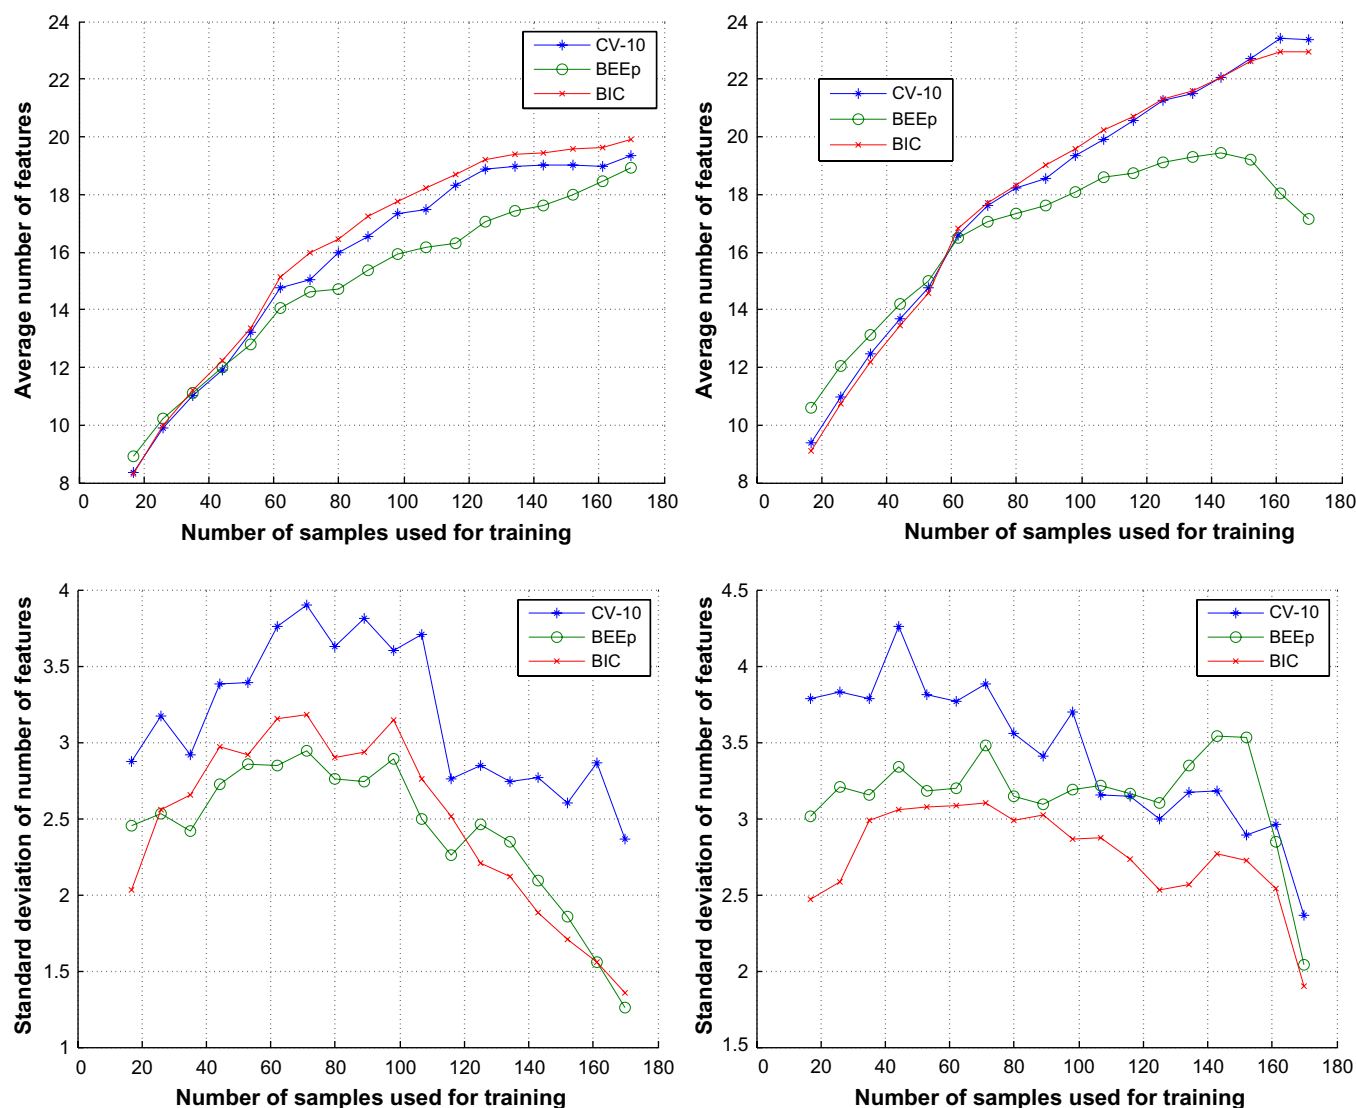 24
22
20
18
16
14
12
10
8
0 20 40 60 80 100 120 140 160 180
Average number of features
Number of samples used for training
CV-10
BEEp
BIC
24
22
20
18
16
14
12
10
8
0 20 40 60 80 100 120 140 160 180
Average number of features
Number of samples used for training
CV-10
BEEp
BIC
4
3.5
3
2.5
2
1.5
1
0 20 40 60 80 100 120 140 160 180
Standard deviation of number of features
Number of samples used for training
CV-10
BEEp
BIC
4.5
4
3.5
3
2.5
2
1.5
0 20 40 60 80 100 120 140 160 180
Standard deviation of number of features
Number of samples used for training
CV-10
BEEp
BIC